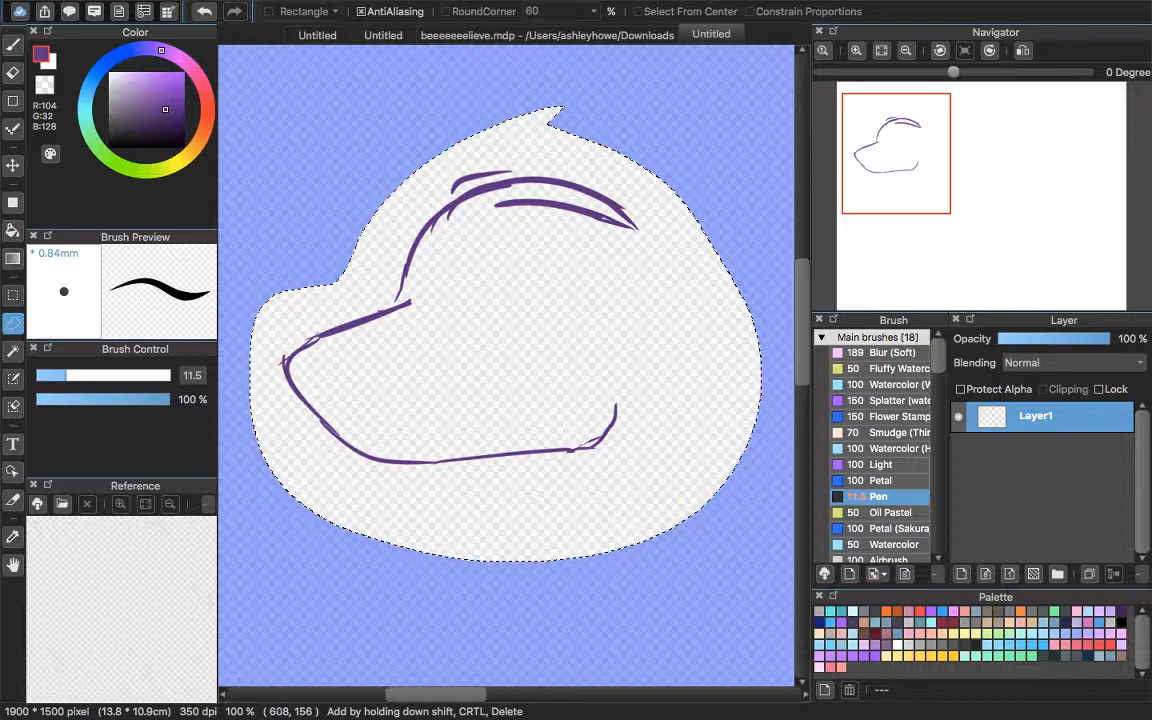 Rectangle AntiAliasing RoundCorner 60 % Select From Center Constrain Proportions
Color
Untitled Untitled beeeeeelieve.mdp - /Users/ashleyhowe/Downloads Untitled
Navigator
0 Degree
R:104
G:32
B:128
Brush Preview
* 0.84mm
Brush Control
11.5
100 %
Reference
Brush
Main brushes [18]
189 Blur (Soft)
50 Fluffy Waterc
100 Watercolor (W
150 Splatter (wate
150 Flower Stamp
70 Smudge (Thir
100 Watercolor (H
100 Light
100 Petal
11.5 Pen
50 Oil Pastel
100 Petal (Sakura
50 Watercolor
100 Airbrush
Layer
Opacity 100 %
Blending Normal
Protect Alpha Clipping Lock
Layer1
Palette
---
1900 * 1500 pixel (13.8 * 10.9cm) 350 dpi 100 % ( 608, 156 ) Add by holding down shift, CRTL, Delete